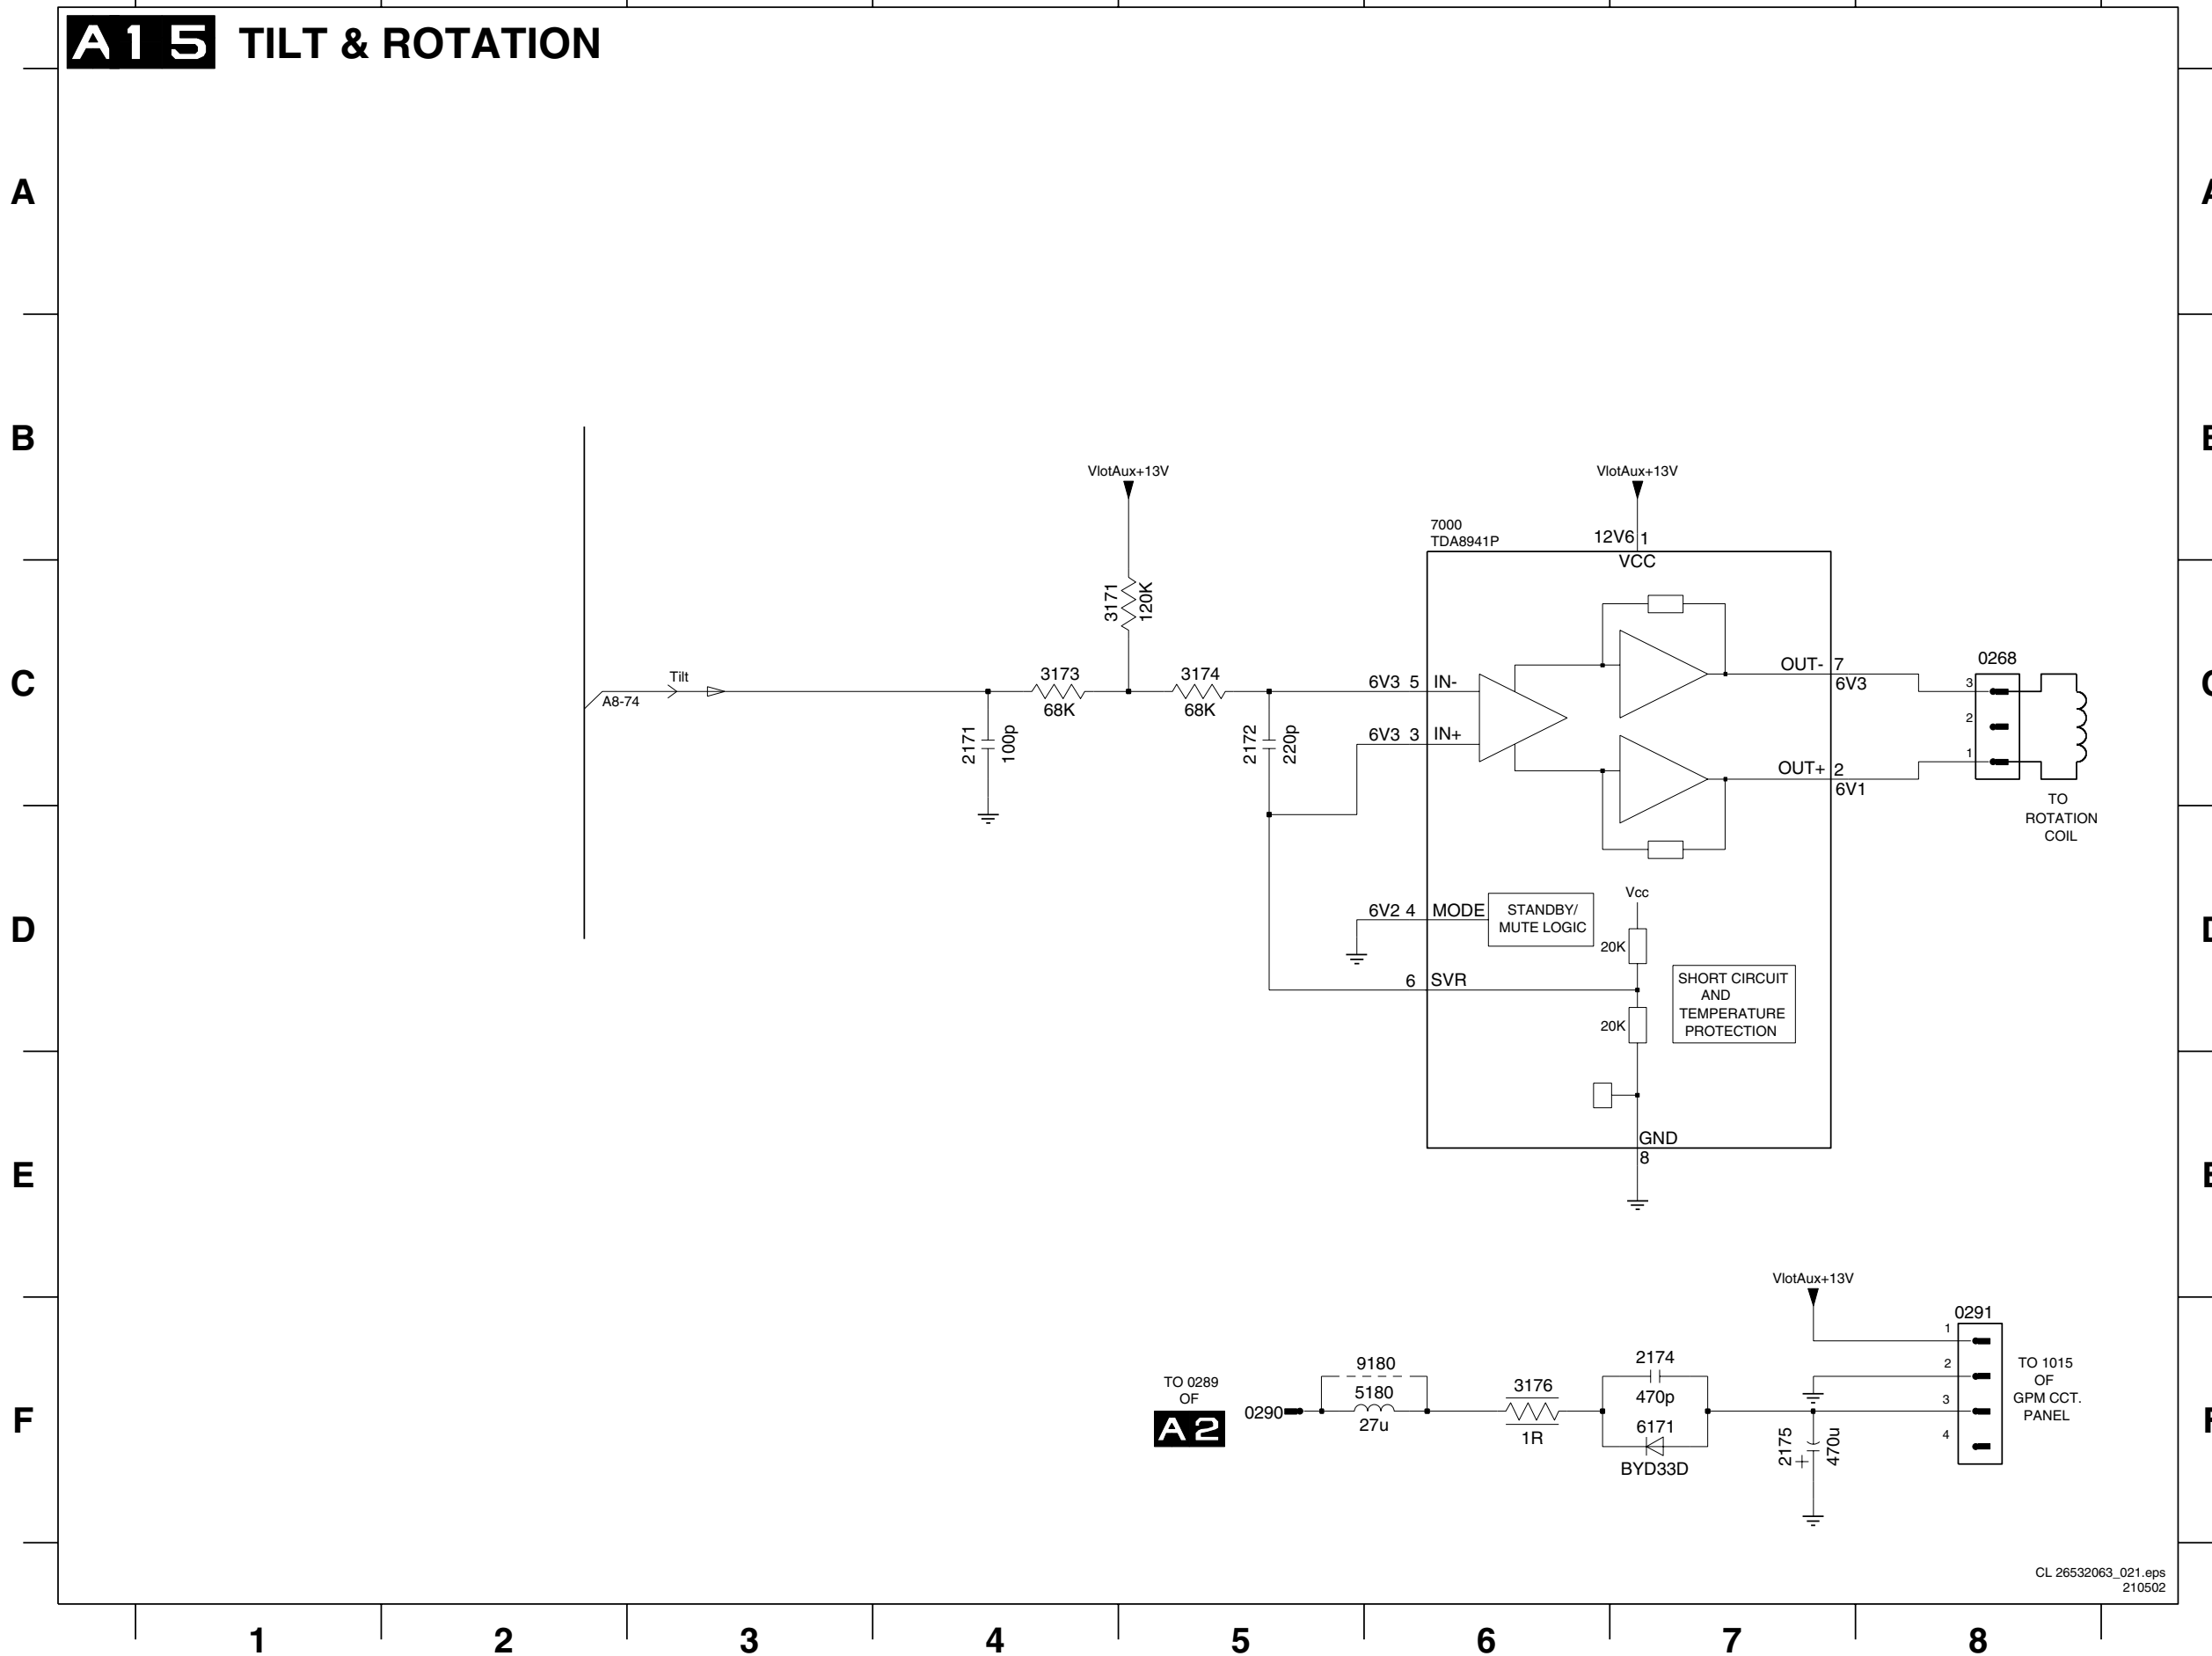 A15 TILT & ROTATION
A
A
B
B
C
C
D
D
E
E
F
F
VlotAux+13V
VlotAux+13V
7000
TDA8941P
12V6 1
VCC
3171
120K
Tilt
A8-74
3173
68K
3174
68K
2171
100p
2172
220p
6V3 5 IN-
6V3 3 IN+
OUT- 7
6V3
OUT+ 2
6V1
0268
3
2
1
TO
ROTATION
COIL
6V2 4 MODE
STANDBY/
MUTE LOGIC
Vcc
20K
6 SVR
20K
SHORT CIRCUIT
AND
TEMPERATURE
PROTECTION
GND
8
VlotAux+13V
0291
1
2
3
4
TO 1015
OF
GPM CCT.
PANEL
TO 0289
OF
A2
0290
9180
5180
27u
3176
1R
2174
470p
6171
BYD33D
2175
+
470u
CL 26532063_021.eps
210502
1 2 3 4 5 6 7 8